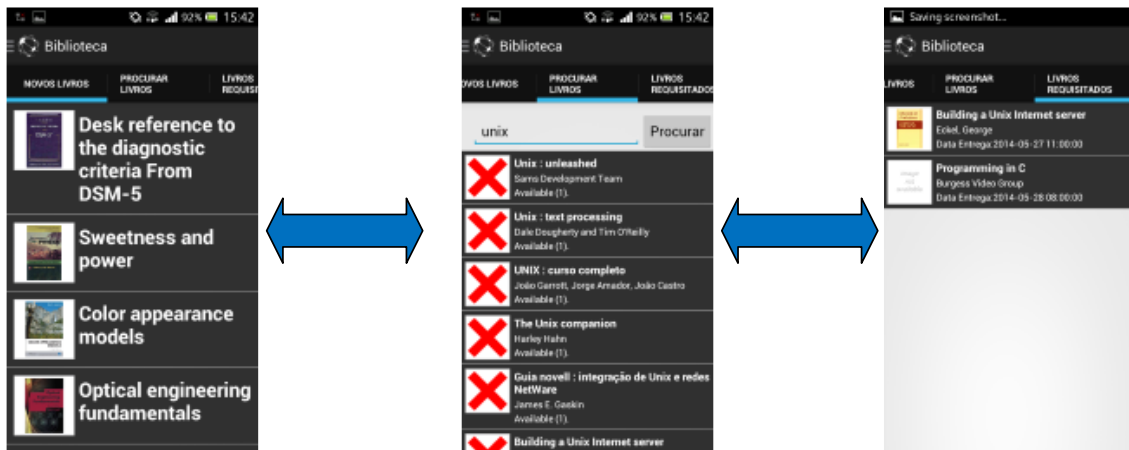 92% 15:42
Biblioteca
NOVOS LIVROS
PROCURAR
LIVROS
LIVROS
REQUISI
Desk reference to
the diagnostic
criteria From
DSM-5
Sweetness and
power
Color appearance
models
Optical engineering
fundamentals
92% 15:42
Biblioteca
OVOS LIVROS
PROCURAR
LIVROS
LIVROS
REQUISITADOS
unix
Procurar
Unix : unleashed
Sams Development Team
Available (1).
Unix : text processing
Dale Dougherty and Tim O'Reilly
Available (1).
UNIX : curso completo
João Garrott, Jorge Amador, João Castro
Available (1).
The Unix companion
Harley Hahn
Available (1).
Guia novell : integração de Unix e redes
NetWare
James E. Gaskin
Available (1).
Building a Unix Internet server
Saving screenshot...
Biblioteca
LIVROS
PROCURAR
LIVROS
LIVROS
REQUISITADOS
Building a Unix Internet server
Eckel, George
Data Entrega:2014-05-27 11:00:00
image
not
available
Programming in C
Burgess Video Group
Data Entrega:2014-05-28 08:00:00